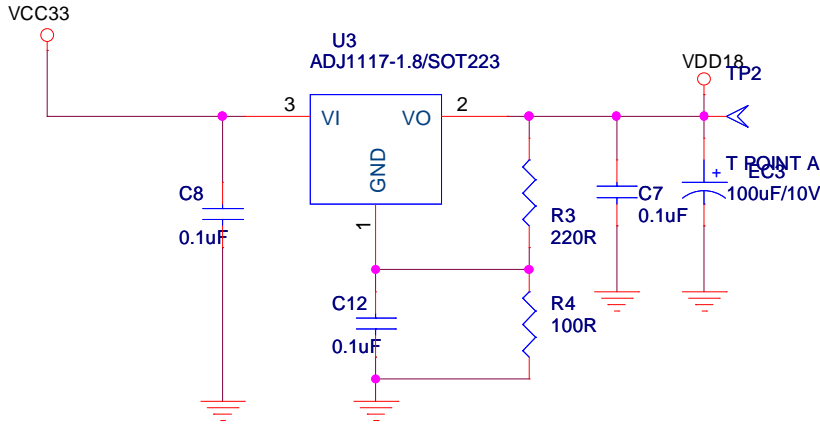 VCC33
U3
ADJ1117-1.8/SOT223
VDD18
TP2
3
VI
VO
2
GND
1
T POINT A
EC3
+
100uF/10V
C8
0.1uF
C7
0.1uF
R3
220R
C12
0.1uF
R4
100R